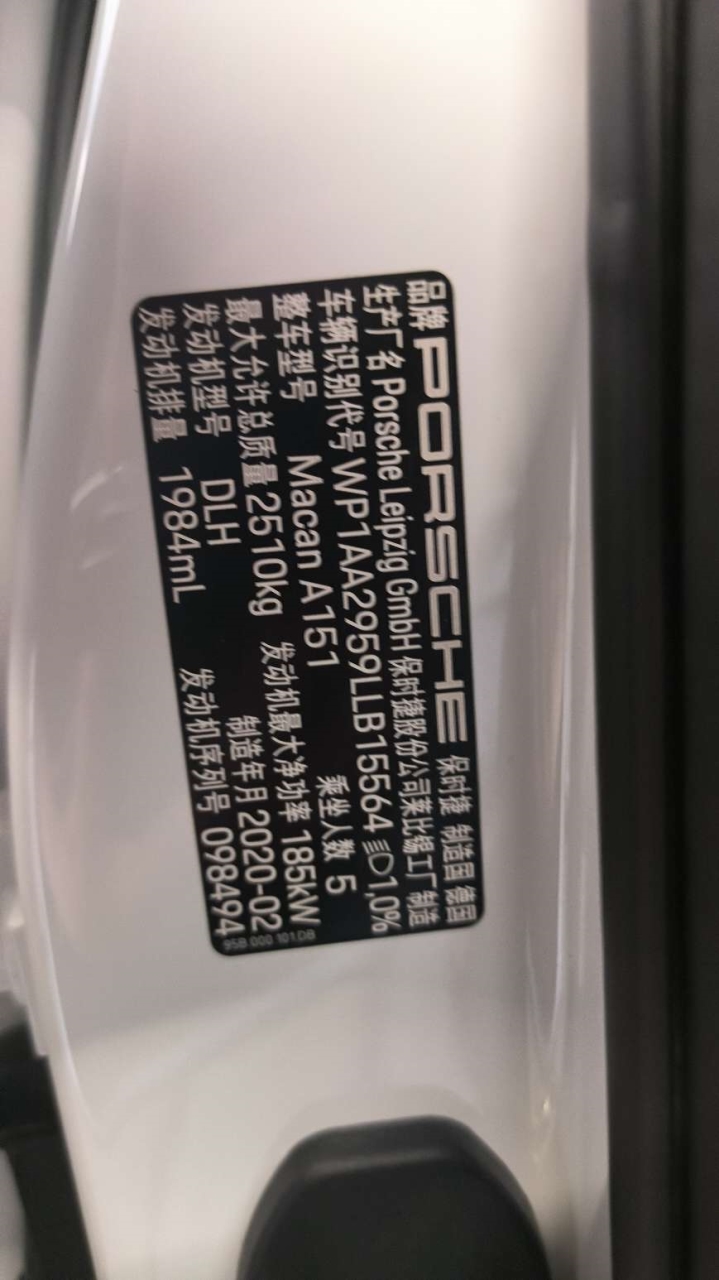 品牌 PORSCHE 保时捷 制造国 德国
生产厂名 Porsche Leipzig GmbH 保时捷股份公司莱比锡工厂 制造
车辆识别代号 WP1AA2959LLB15564 1,0%
整车型号 Macan A151 乘坐人数 5
最大允许总质量 2510kg 发动机最大净功率 185kW
发动机型号 DLH 制造年月 2020-02
发动机排量 1984mL 发动机序列号 098494
95B.000.101.DB